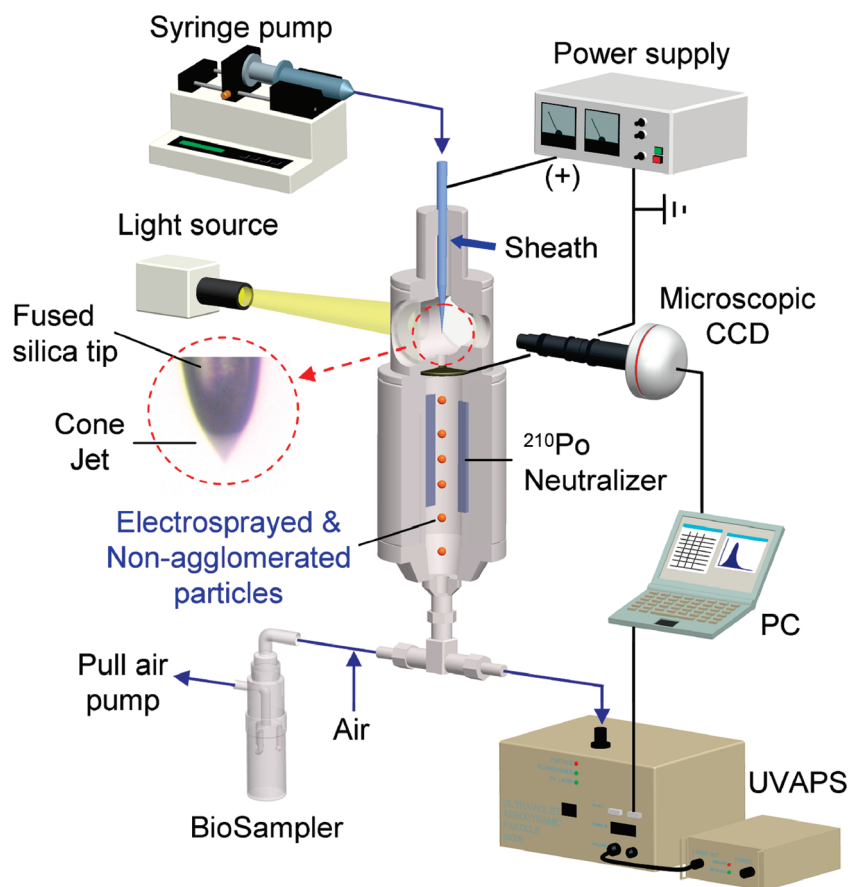 Syringe pump
Power supply
(+)
Light source
Sheath
Microscopic
CCD
Fused
silica tip
Cone
Jet
210Po
Neutralizer
Electrosprayed &
Non-agglomerated
particles
PC
Pull air
pump
Air
UVAPS
BioSampler